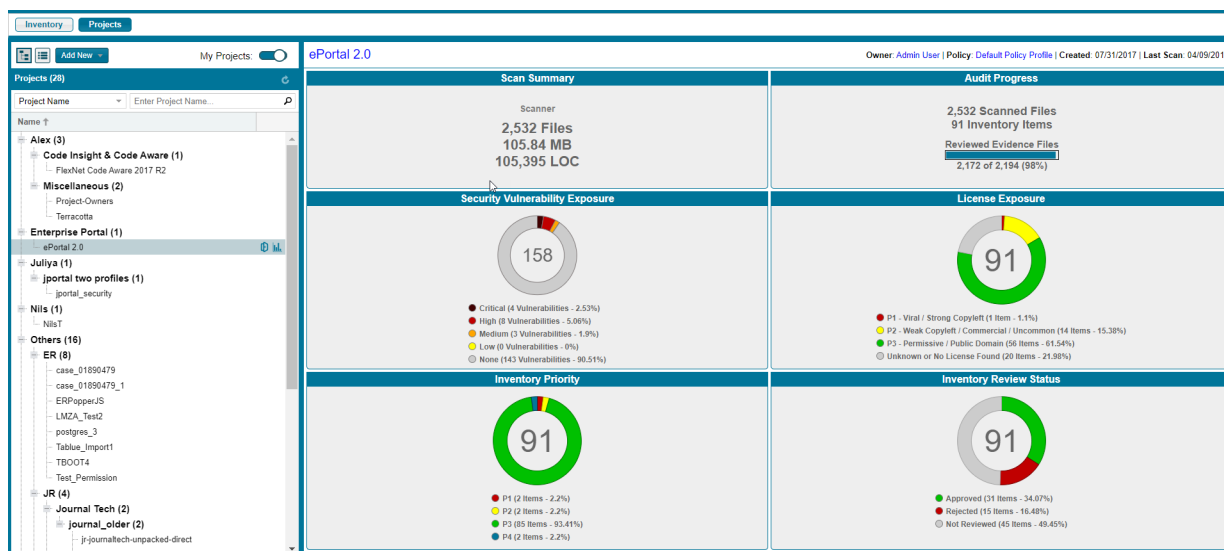 Inventory Projects
Add New My Projects:
Projects (28)
Project Name Enter Project Name...
Name
Alex (3)
Code Insight & Code Aware (1)
FlexNet Code Aware 2017 R2
Miscellaneous (2)
Project-Owners
Terracotta
Enterprise Portal (1)
ePortal 2.0
Juliya (1)
jportal two profiles (1)
jportal_security
Nils (1)
NilsT
Others (16)
ER (8)
case_01890479
case_01890479_1
ERPopperJS
LMZA_Test2
postgres_3
Tablue_Import1
TBOOT4
Test_Permission
JR (4)
Journal Tech (2)
journal_older (2)
jr-journaltech-unpacked-direct
ePortal 2.0
Owner: Admin User | Policy: Default Policy Profile | Created: 07/31/2017 | Last Scan: 04/09/201
Scan Summary
Scanner
2,532 Files
105.84 MB
105,395 LOC
Audit Progress
2,532 Scanned Files
91 Inventory Items
Reviewed Evidence Files
2,172 of 2,194 (98%)
Security Vulnerability Exposure
158
Critical (4 Vulnerabilities - 2.53%)
High (8 Vulnerabilities - 5.06%)
Medium (3 Vulnerabilities - 1.9%)
Low (0 Vulnerabilities - 0%)
None (143 Vulnerabilities - 90.51%)
License Exposure
91
P1 - Viral / Strong Copyleft (1 Item - 1.1%)
P2 - Weak Copyleft / Commercial / Uncommon (14 Items - 15.38%)
P3 - Permissive / Public Domain (56 Items - 61.54%)
Unknown or No License Found (20 Items - 21.98%)
Inventory Priority
91
P1 (2 Items - 2.2%)
P2 (2 Items - 2.2%)
P3 (85 Items - 93.41%)
P4 (2 Items - 2.2%)
Inventory Review Status
91
Approved (31 Items - 34.07%)
Rejected (15 Items - 16.48%)
Not Reviewed (45 Items - 49.45%)